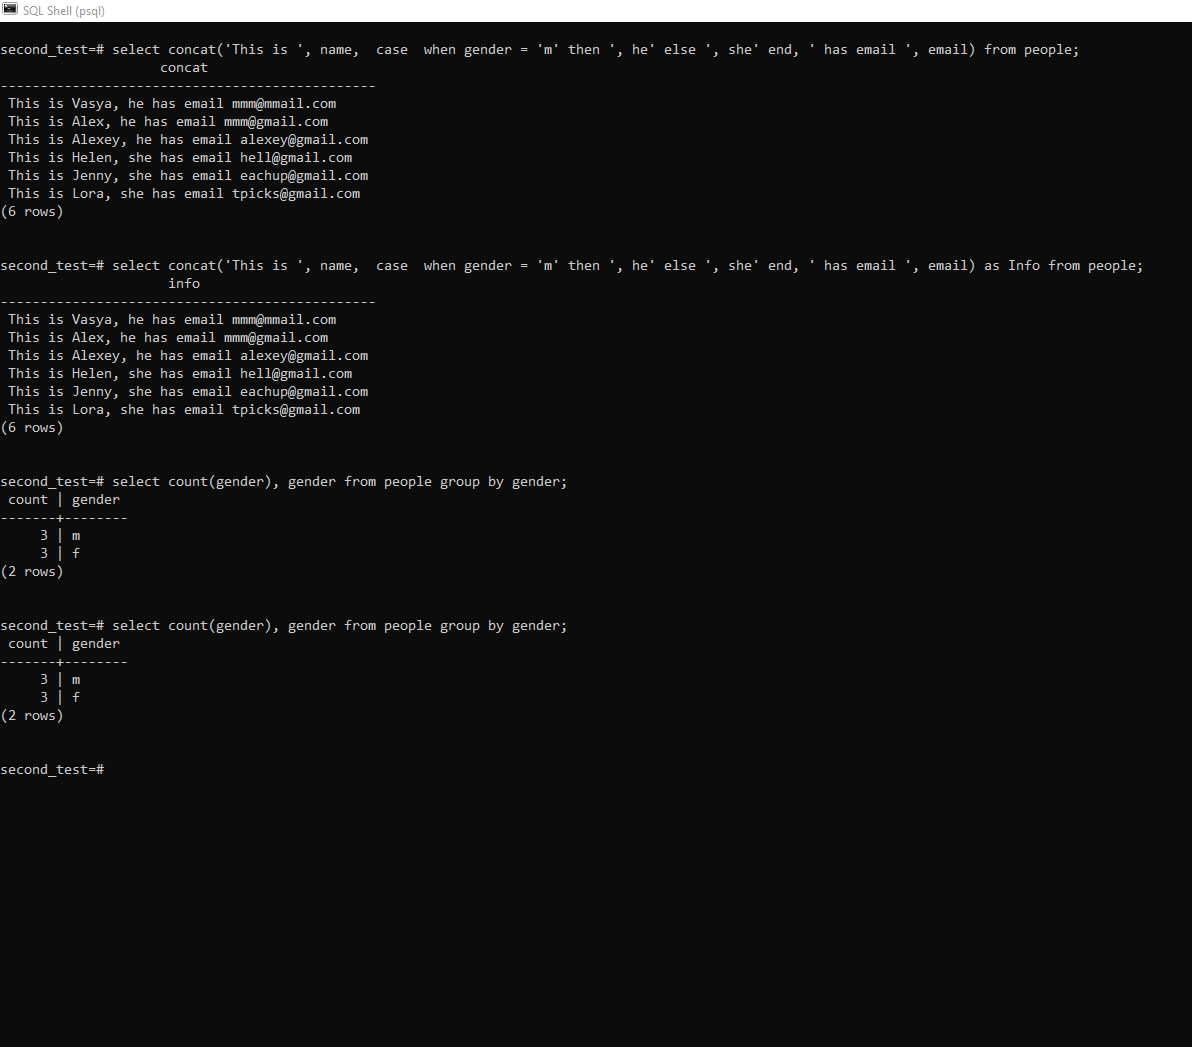 SQL Shell (psql)
second_test=# select concat('This is ', name,  case  when gender = 'm' then ', he' else ', she' end, ' has email ', email) from people;
                    concat
-----------------------------------------------
 This is Vasya, he has email mmm@mmail.com
 This is Alex, he has email mmm@gmail.com
 This is Alexey, he has email alexey@gmail.com
 This is Helen, she has email hell@gmail.com
 This is Jenny, she has email eachup@gmail.com
 This is Lora, she has email tpicks@gmail.com
(6 rows)
second_test=# select concat('This is ', name,  case  when gender = 'm' then ', he' else ', she' end, ' has email ', email) as Info from people;
                     info
-----------------------------------------------
 This is Vasya, he has email mmm@mmail.com
 This is Alex, he has email mmm@gmail.com
 This is Alexey, he has email alexey@gmail.com
 This is Helen, she has email hell@gmail.com
 This is Jenny, she has email eachup@gmail.com
 This is Lora, she has email tpicks@gmail.com
(6 rows)
second_test=# select count(gender), gender from people group by gender;
 count | gender
-------+--------
     3 | m
     3 | f
(2 rows)
second_test=# select count(gender), gender from people group by gender;
 count | gender
-------+--------
     3 | m
     3 | f
(2 rows)
second_test=#